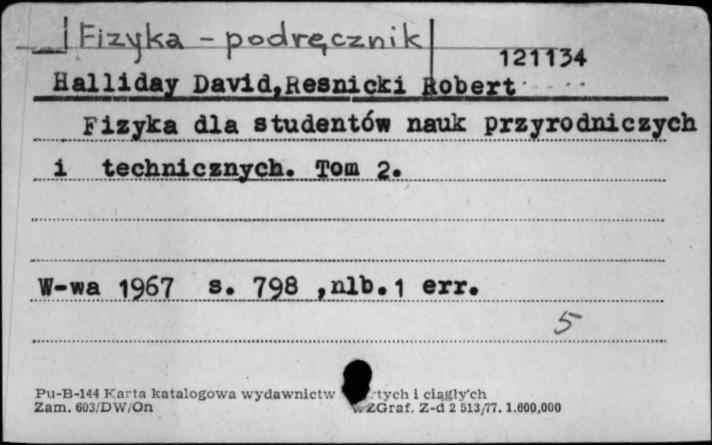 Fizyka - podręcznik
121134
Halliday David,Resnicki Robert
Fizyka dla studentów nauk przyrodniczych
i technicznych. Tom 2.
W-wa 1967 s. 798 ,nlb.1 err.
5
Pu-B-144 Karta katalogowa wydawnictw tych i ciągłych
Zam. 603/DW/On ZGraf. Z-d 2 513/77. 1.600,000